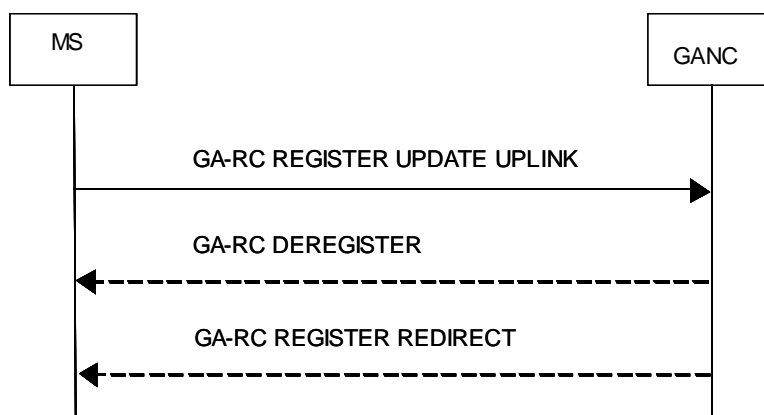 MS
GANC
GA-RC REGISTER UPDATE UPLINK
GA-RC DEREGISTER
GA-RC REGISTER REDIRECT